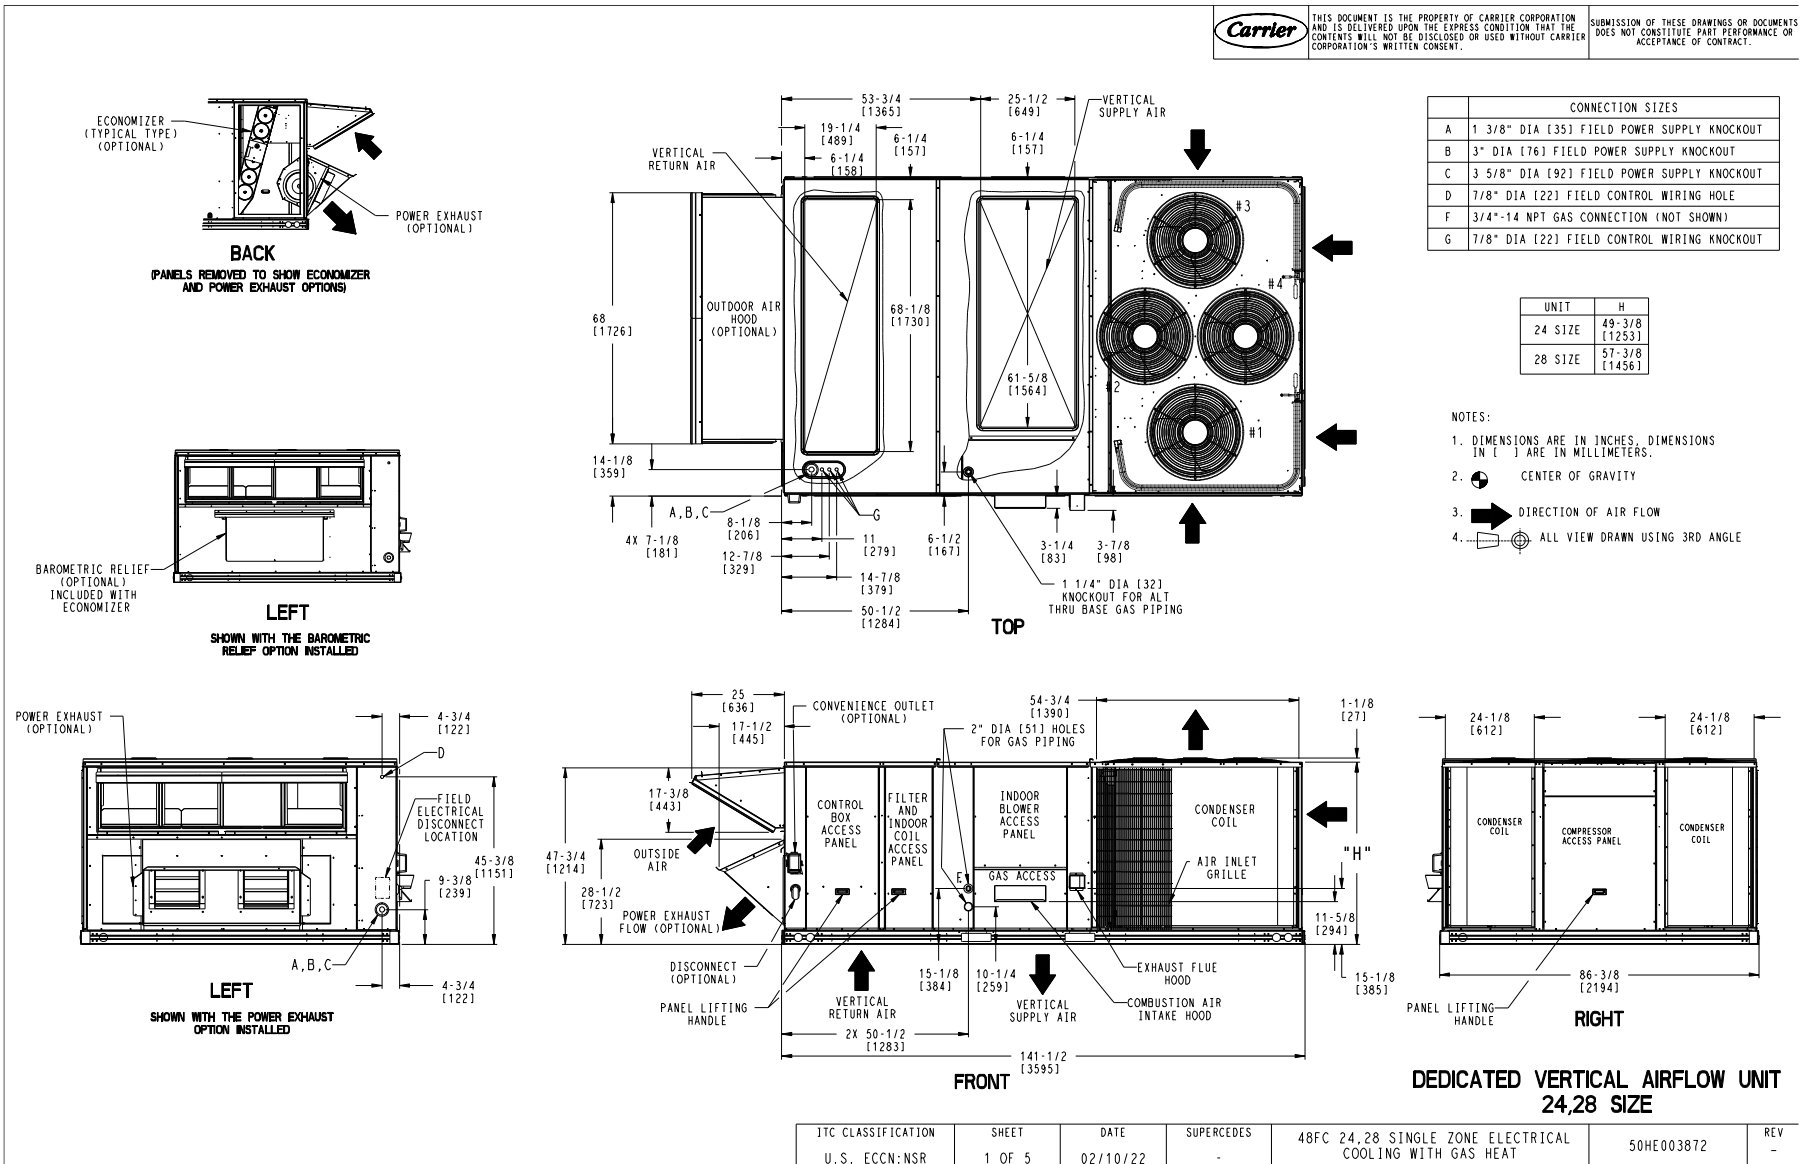 Carrier
THIS DOCUMENT IS THE PROPERTY OF CARRIER CORPORATION
AND IS DELIVERED UPON THE EXPRESS CONDITION THAT THE
CONTENTS WILL NOT BE DISCLOSED OR USED WITHOUT CARRIER
CORPORATION'S WRITTEN CONSENT.
SUBMISSION OF THESE DRAWINGS OR DOCUMENTS
DOES NOT CONSTITUTE PART PERFORMANCE OR
ACCEPTANCE OF CONTRACT.
ECONOMIZER
(TYPICAL TYPE)
(OPTIONAL)
POWER EXHAUST
(OPTIONAL)
BACK
(PANELS REMOVED TO SHOW ECONOMIZER
AND POWER EXHAUST OPTIONS)
53-3/4
[1365]
25-1/2
[649]
VERTICAL
SUPPLY AIR
19-1/4
[489]
6-1/4
[157]
6-1/4
[157]
6-1/4
[158]
VERTICAL
RETURN AIR
#3
#4
OUTDOOR AIR
HOOD
(OPTIONAL)
68
[1726]
68-1/8
[1730]
61-5/8
[1564]
#2
#1
14-1/8
[359]
A,B,C
G
8-1/8
[206]
4X 7-1/8
[181]
11
[279]
12-7/8
[329]
14-7/8
[379]
6-1/2
[167]
3-1/4
[83]
3-7/8
[98]
50-1/2
[1284]
1 1/4" DIA [32]
KNOCKOUT FOR ALT
THRU BASE GAS PIPING
TOP
CONNECTION SIZES
A 1 3/8" DIA [35] FIELD POWER SUPPLY KNOCKOUT
B 3" DIA [76] FIELD POWER SUPPLY KNOCKOUT
C 3 5/8" DIA [92] FIELD POWER SUPPLY KNOCKOUT
D 7/8" DIA [22] FIELD CONTROL WIRING HOLE
F 3/4"-14 NPT GAS CONNECTION (NOT SHOWN)
G 7/8" DIA [22] FIELD CONTROL WIRING KNOCKOUT
UNIT H
24 SIZE 49-3/8
[1253]
28 SIZE 57-3/8
[1456]
NOTES:
1. DIMENSIONS ARE IN INCHES, DIMENSIONS
IN [ ] ARE IN MILLIMETERS.
2. CENTER OF GRAVITY
3. DIRECTION OF AIR FLOW
4. ALL VIEW DRAWN USING 3RD ANGLE
BAROMETRIC RELIEF
(OPTIONAL)
INCLUDED WITH
ECONOMIZER
LEFT
SHOWN WITH THE BAROMETRIC
RELIEF OPTION INSTALLED
POWER EXHAUST
(OPTIONAL)
4-3/4
[122]
D
FIELD
ELECTRICAL
DISCONNECT
LOCATION
45-3/8
[1151]
9-3/8
[239]
A,B,C
4-3/4
[122]
LEFT
SHOWN WITH THE POWER EXHAUST
OPTION INSTALLED
25
[636]
17-1/2
[445]
CONVENIENCE OUTLET
(OPTIONAL)
2" DIA [51] HOLES
FOR GAS PIPING
54-3/4
[1390]
1-1/8
[27]
17-3/8
[443]
47-3/4
[1214]
28-1/2
[723]
OUTSIDE
AIR
POWER EXHAUST
FLOW (OPTIONAL)
CONTROL
BOX
ACCESS
PANEL
FILTER
AND
INDOOR
COIL
ACCESS
PANEL
INDOOR
BLOWER
ACCESS
PANEL
GAS ACCESS
CONDENSER
COIL
AIR INLET
GRILLE
"H"
11-5/8
[294]
15-1/8
[385]
DISCONNECT
(OPTIONAL)
PANEL LIFTING
HANDLE
VERTICAL
RETURN AIR
15-1/8
[384]
10-1/4
[259]
VERTICAL
SUPPLY AIR
EXHAUST FLUE
HOOD
COMBUSTION AIR
INTAKE HOOD
2X 50-1/2
[1283]
141-1/2
[3595]
FRONT
24-1/8
[612]
24-1/8
[612]
CONDENSER
COIL
COMPRESSOR
ACCESS PANEL
CONDENSER
COIL
86-3/8
[2194]
PANEL LIFTING
HANDLE
RIGHT
DEDICATED VERTICAL AIRFLOW UNIT
24,28 SIZE
ITC CLASSIFICATION
U.S. ECCN:NSR
SHEET
1 OF 5
DATE
02/10/22
SUPERCEDES
-
48FC 24,28 SINGLE ZONE ELECTRICAL
COOLING WITH GAS HEAT
50HE003872
REV
-